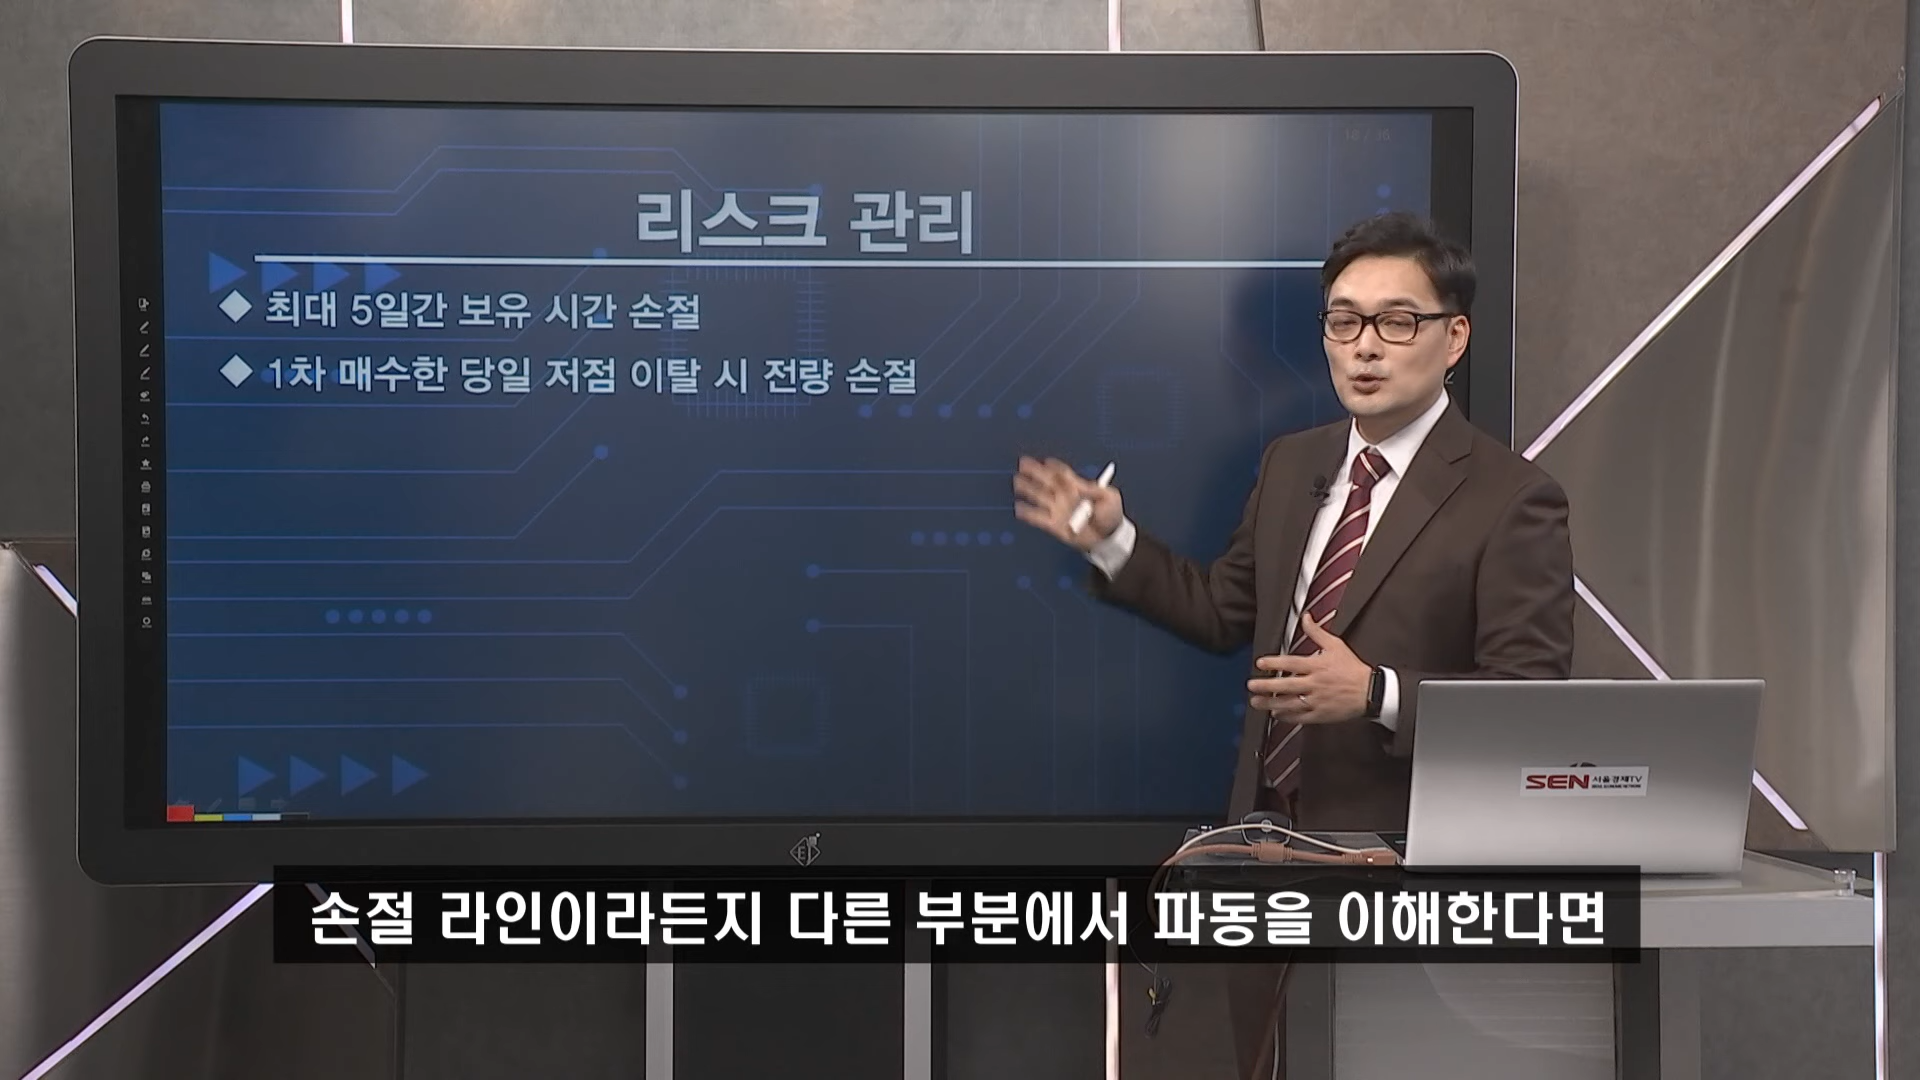 리스크 관리
◆ 최대 5일간 보유 시간 손절
◆ 1차 매수한 당일 저점 이탈 시 전량 손절
SEN 서울경제TV
손절 라인이라든지 다른 부분에서 파동을 이해한다면